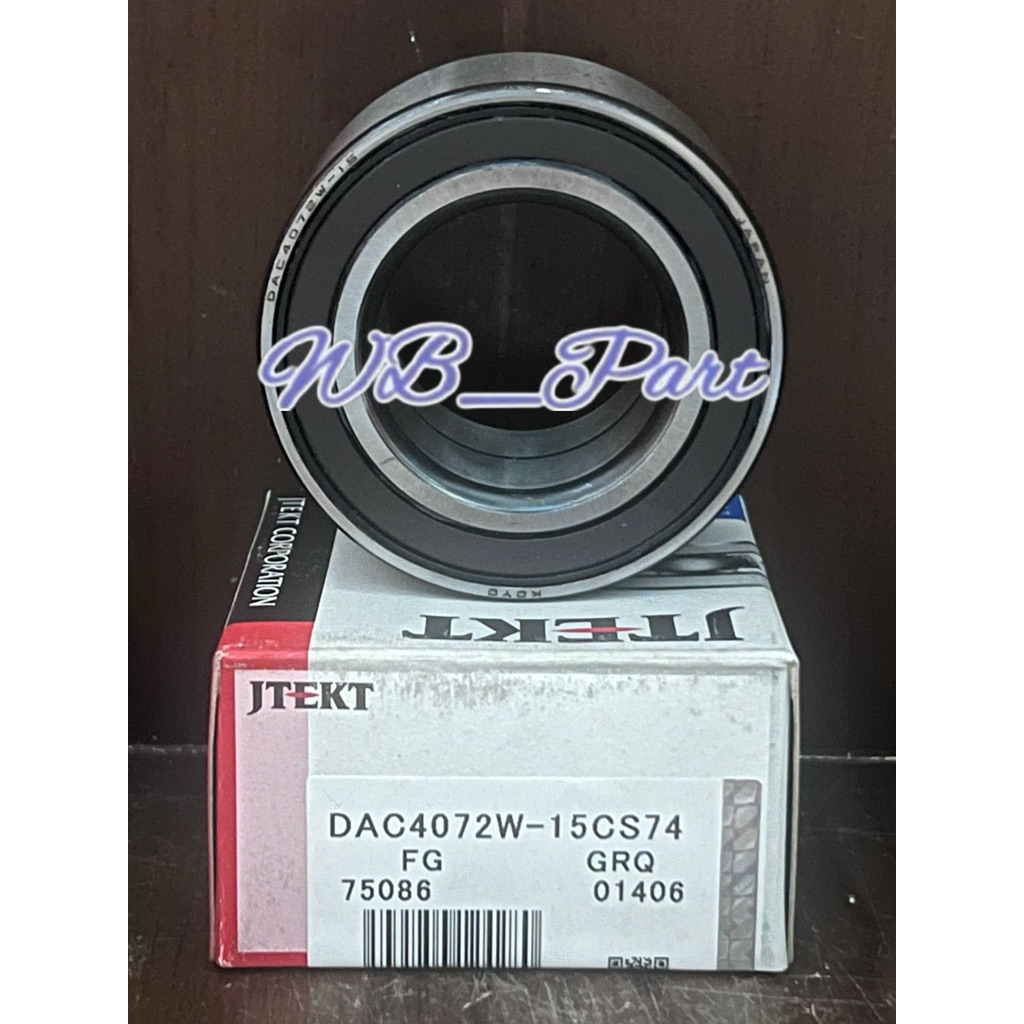 DAC4072W-15
JAPAN
WB_Part
KOYO
JTEKT CORPORATION
JTEKT
JTEKT
DAC4072W-15CS74
FG GRQ
75086 01406